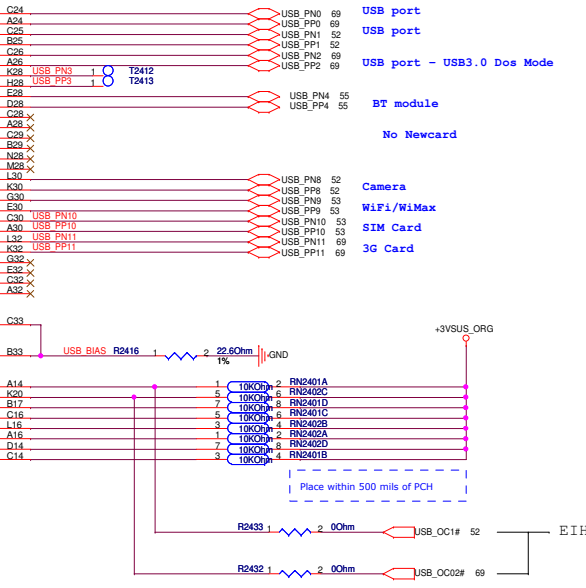 C24 USB_PN0 69 USB port
A24 USB_PP0 69
C25 USB_PN1 52 USB port
B25 USB_PP1 52
C26 USB_PN2 69
A26 USB_PP2 69 USB port - USB3.0 Dos Mode
K28 USB_PN3 1 T2412
H28 USB_PP3 1 T2413
E28 USB_PN4 55
D28 USB_PP4 55 BT module
C28
A28
C29 No Newcard
B29
N28
M28
L30 USB_PN8 52
K30 USB_PP8 52 Camera
G30 USB_PN9 53
E30 USB_PP9 53 WiFi/WiMax
C30 USB_PN10 USB_PN10 53
A30 USB_PP10 USB_PP10 53 SIM Card
L32 USB_PN11 USB_PN11 69
K32 USB_PP11 USB_PP11 69 3G Card
G32
E32
C32
A32
C33
+3VSUS_ORG
B33 USB_BIAS R2416 1 2 22.6Ohm GND
1%
A14 1 10KOhm 2 RN2401A
K20 5 10KOhm 6 RN2402C
B17 7 10KOhm 8 RN2401D
C16 5 10KOhm 6 RN2401C
L16 3 10KOhm 4 RN2402B
A16 1 10KOhm 2 RN2402A
D14 7 10KOhm 8 RN2402D
C14 3 10KOhm 4 RN2401B
Place within 500 mils of PCH
R2433 1 2 0Ohm USB_OC1# 52 EIH
R2432 1 2 0Ohm USB_OC02# 69